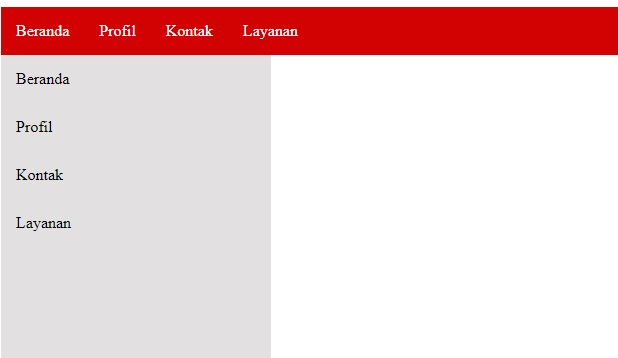 Beranda Profil Kontak Layanan
Beranda
Profil
Kontak
Layanan